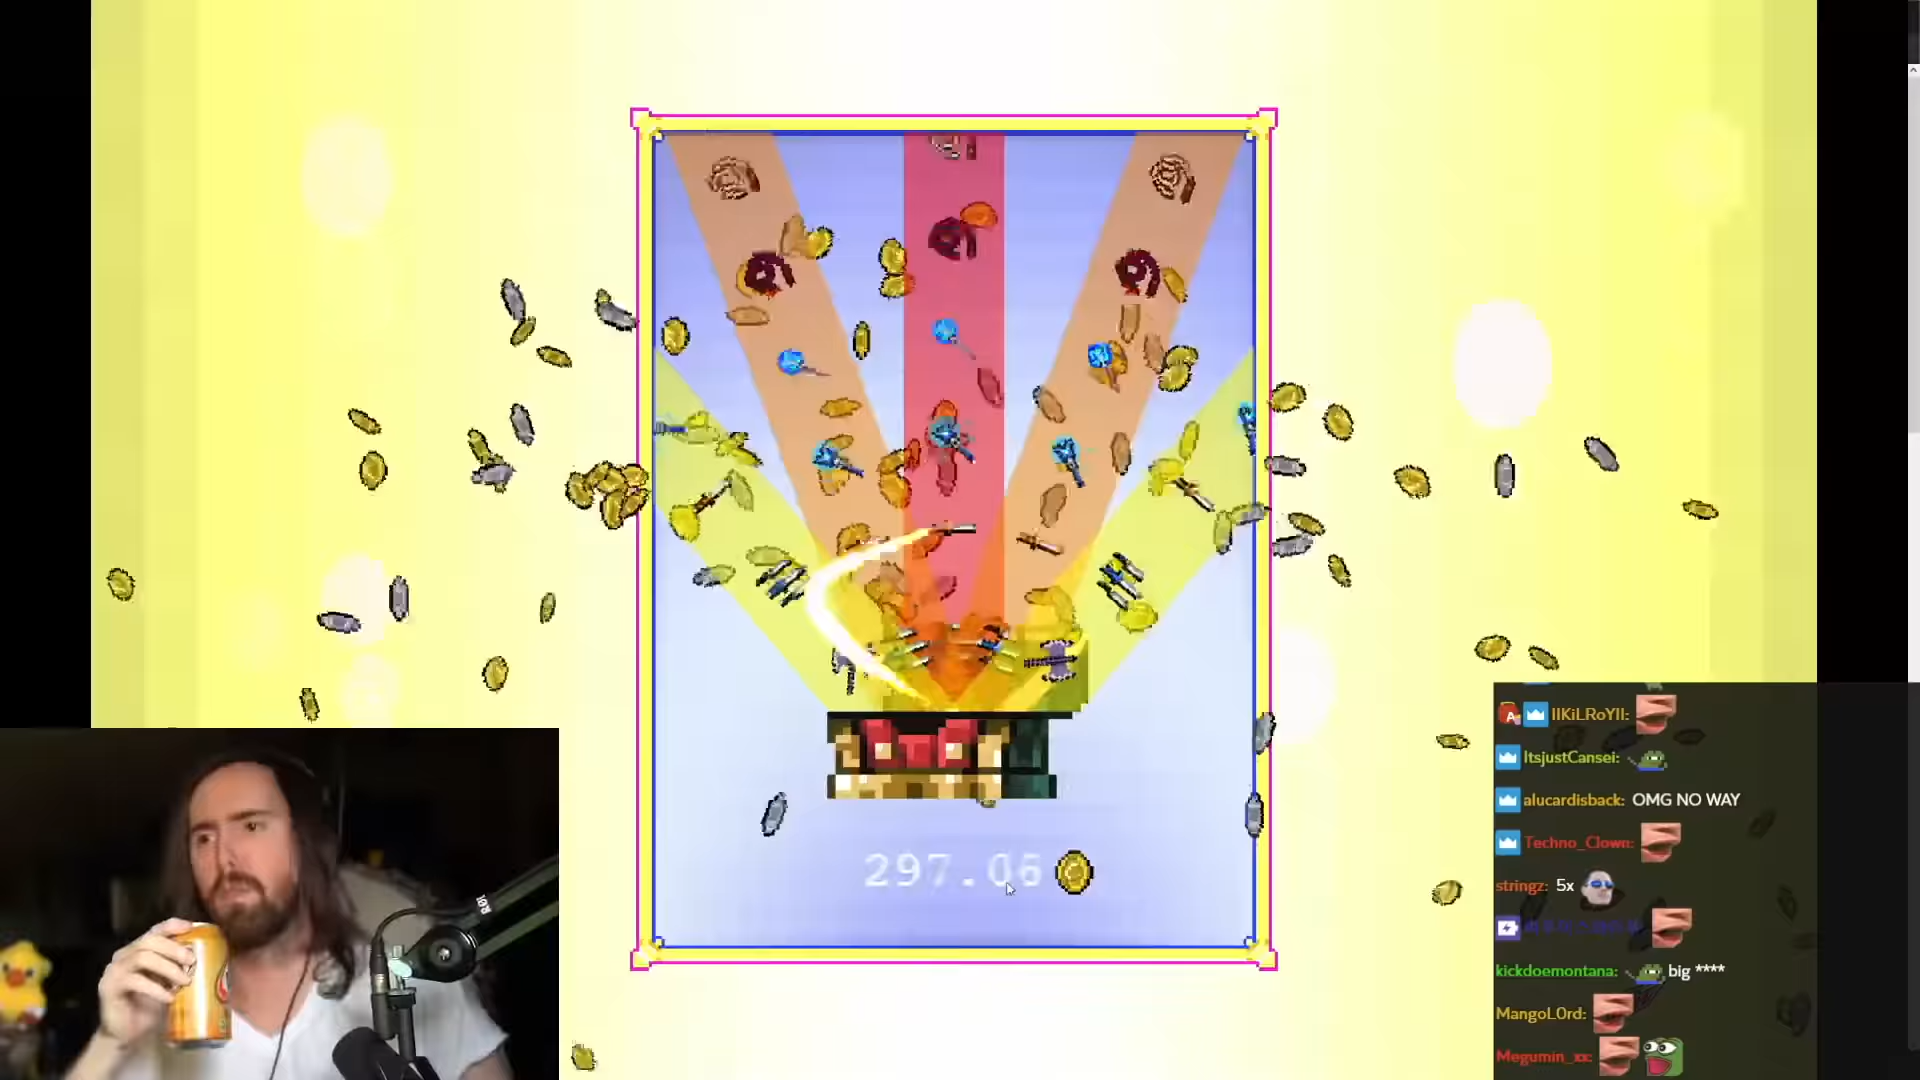 297.06
IIKiLRoYII:
ItsjustCansei:
alucardisback: OMG NO WAY
Techno_Clown:
stringz: 5x
kickdoemontana: big ****
MangoL0rd:
Megumin_xx: